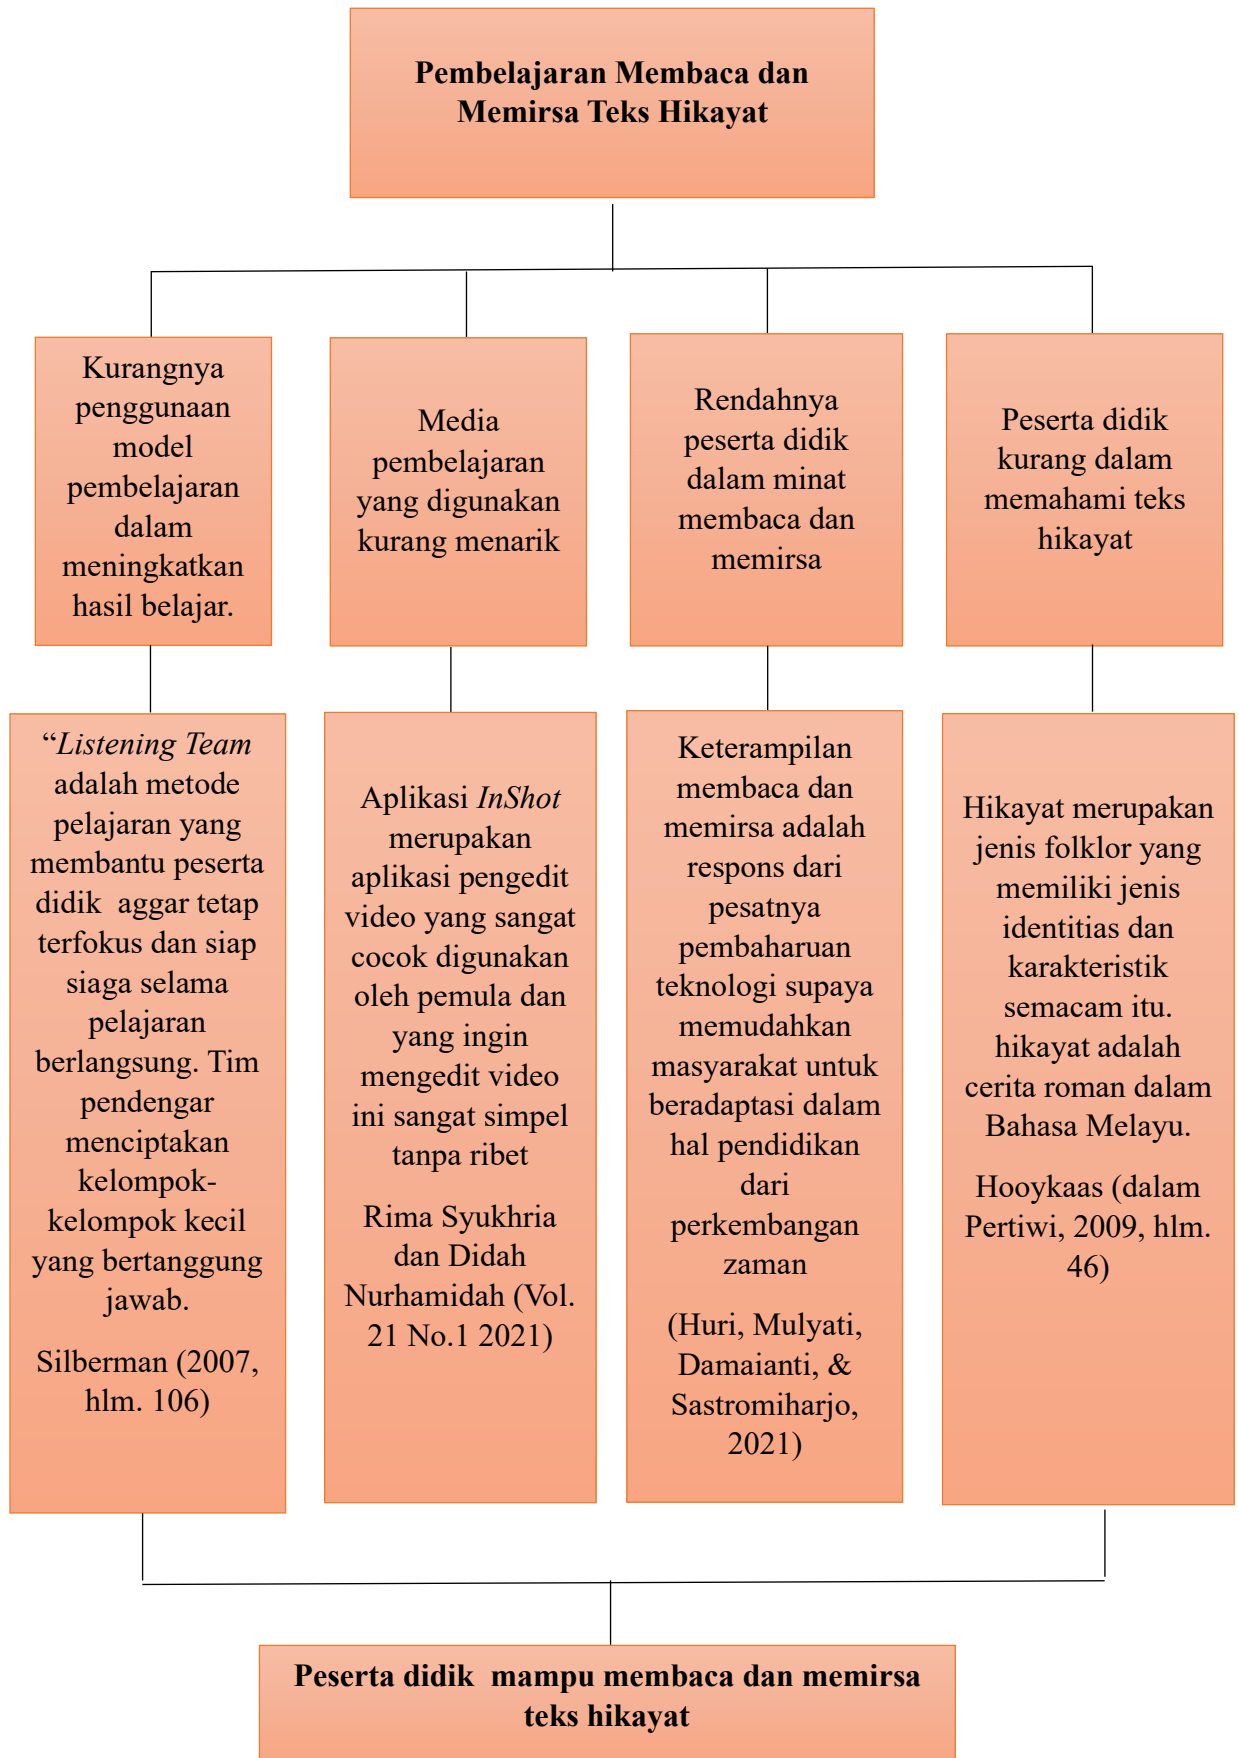 Pembelajaran Membaca dan
Memirsa Teks Hikayat
Kurangnya
penggunaan
model
pembelajaran
dalam
meningkatkan
hasil belajar.
Media
pembelajaran
yang digunakan
kurang menarik
Rendahnya
peserta didik
dalam minat
membaca dan
memirsa
Peserta didik
kurang dalam
memahami teks
hikayat
“Listening Team
adalah metode
pelajaran yang
membantu peserta
didik  aggar tetap
terfokus dan siap
siaga selama
pelajaran
berlangsung. Tim
pendengar
menciptakan
kelompok-
kelompok kecil
yang bertanggung
jawab.
Silberman (2007,
hlm. 106)
Aplikasi InShot
merupakan
aplikasi pengedit
video yang sangat
cocok digunakan
oleh pemula dan
yang ingin
mengedit video
ini sangat simpel
tanpa ribet
Rima Syukhria
dan Didah
Nurhamidah (Vol.
21 No.1 2021)
Keterampilan
membaca dan
memirsa adalah
respons dari
pesatnya
pembaharuan
teknologi supaya
memudahkan
masyarakat untuk
beradaptasi dalam
hal pendidikan
dari
perkembangan
zaman
(Huri, Mulyati,
Damaianti, &
Sastromiharjo,
2021)
Hikayat merupakan
jenis folklor yang
memiliki jenis
identitias dan
karakteristik
semacam itu.
hikayat adalah
cerita roman dalam
Bahasa Melayu.
Hooykaas (dalam
Pertiwi, 2009, hlm.
46)
Peserta didik  mampu membaca dan memirsa
teks hikayat